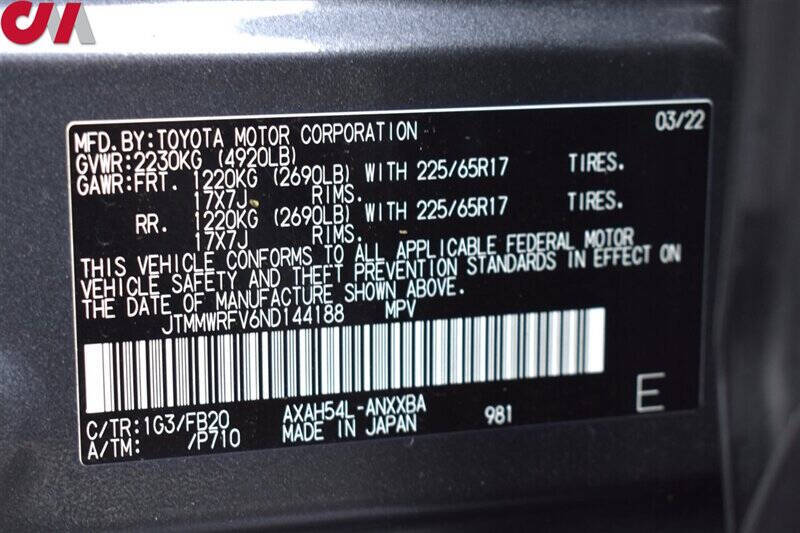 MFD. BY: TOYOTA MOTOR CORPORATION 03/22
GVWR: 2230KG (4920LB)
GAWR: FRT. 1220KG (2690LB) WITH 225/65R17 TIRES.
17X7J RIMS.
RR. 1220KG (2690LB) WITH 225/65R17 TIRES.
17X7J RIMS.
THIS VEHICLE CONFORMS TO ALL APPLICABLE FEDERAL MOTOR
VEHICLE SAFETY AND THEFT PREVENTION STANDARDS IN EFFECT ON
THE DATE OF MANUFACTURE SHOWN ABOVE.
JTMMWRFV6ND144188 MPV
C/TR: 1G3/FB20 AXAH54L-ANXXBA 981 E
A/TM: /P710 MADE IN JAPAN